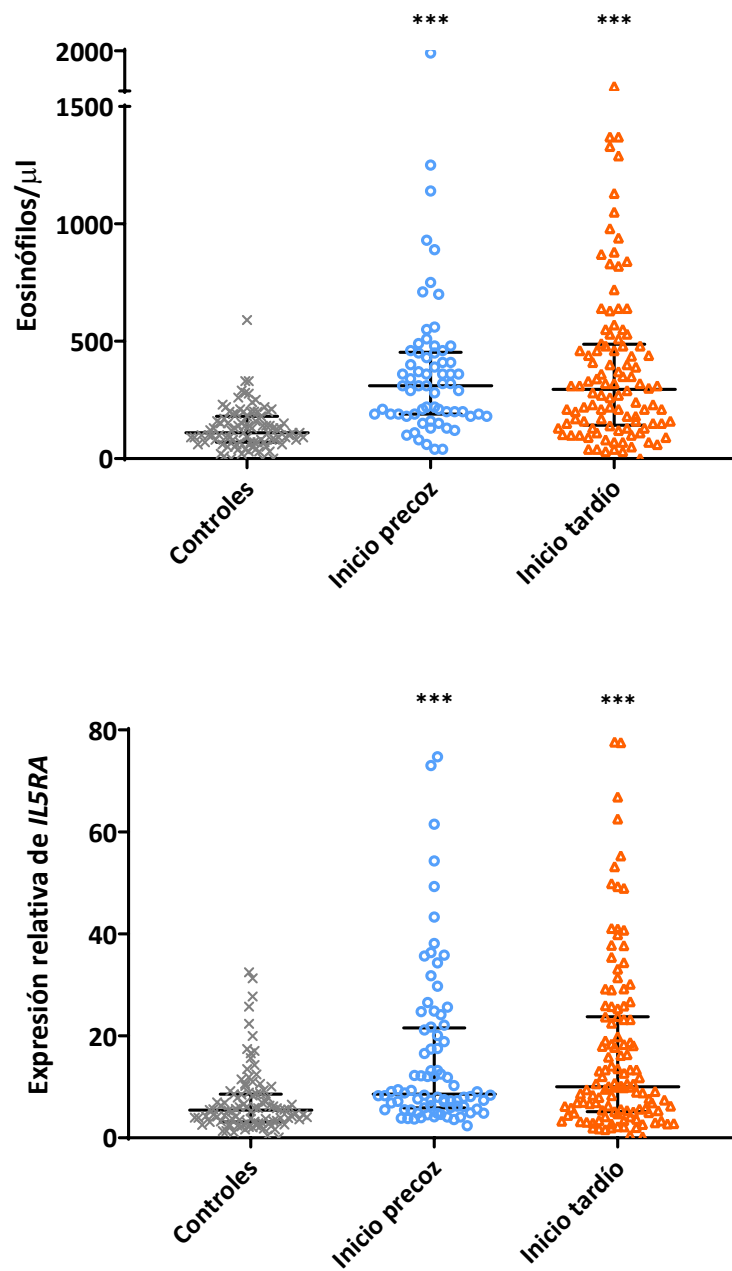 *** ***
2000
1500
1000
500
0
Eosinófilos/μl
Controles
Inicio precoz
Inicio tardío
*** ***
80
60
40
20
0
Expresión relativa de IL5RA
Controles
Inicio precoz
Inicio tardío